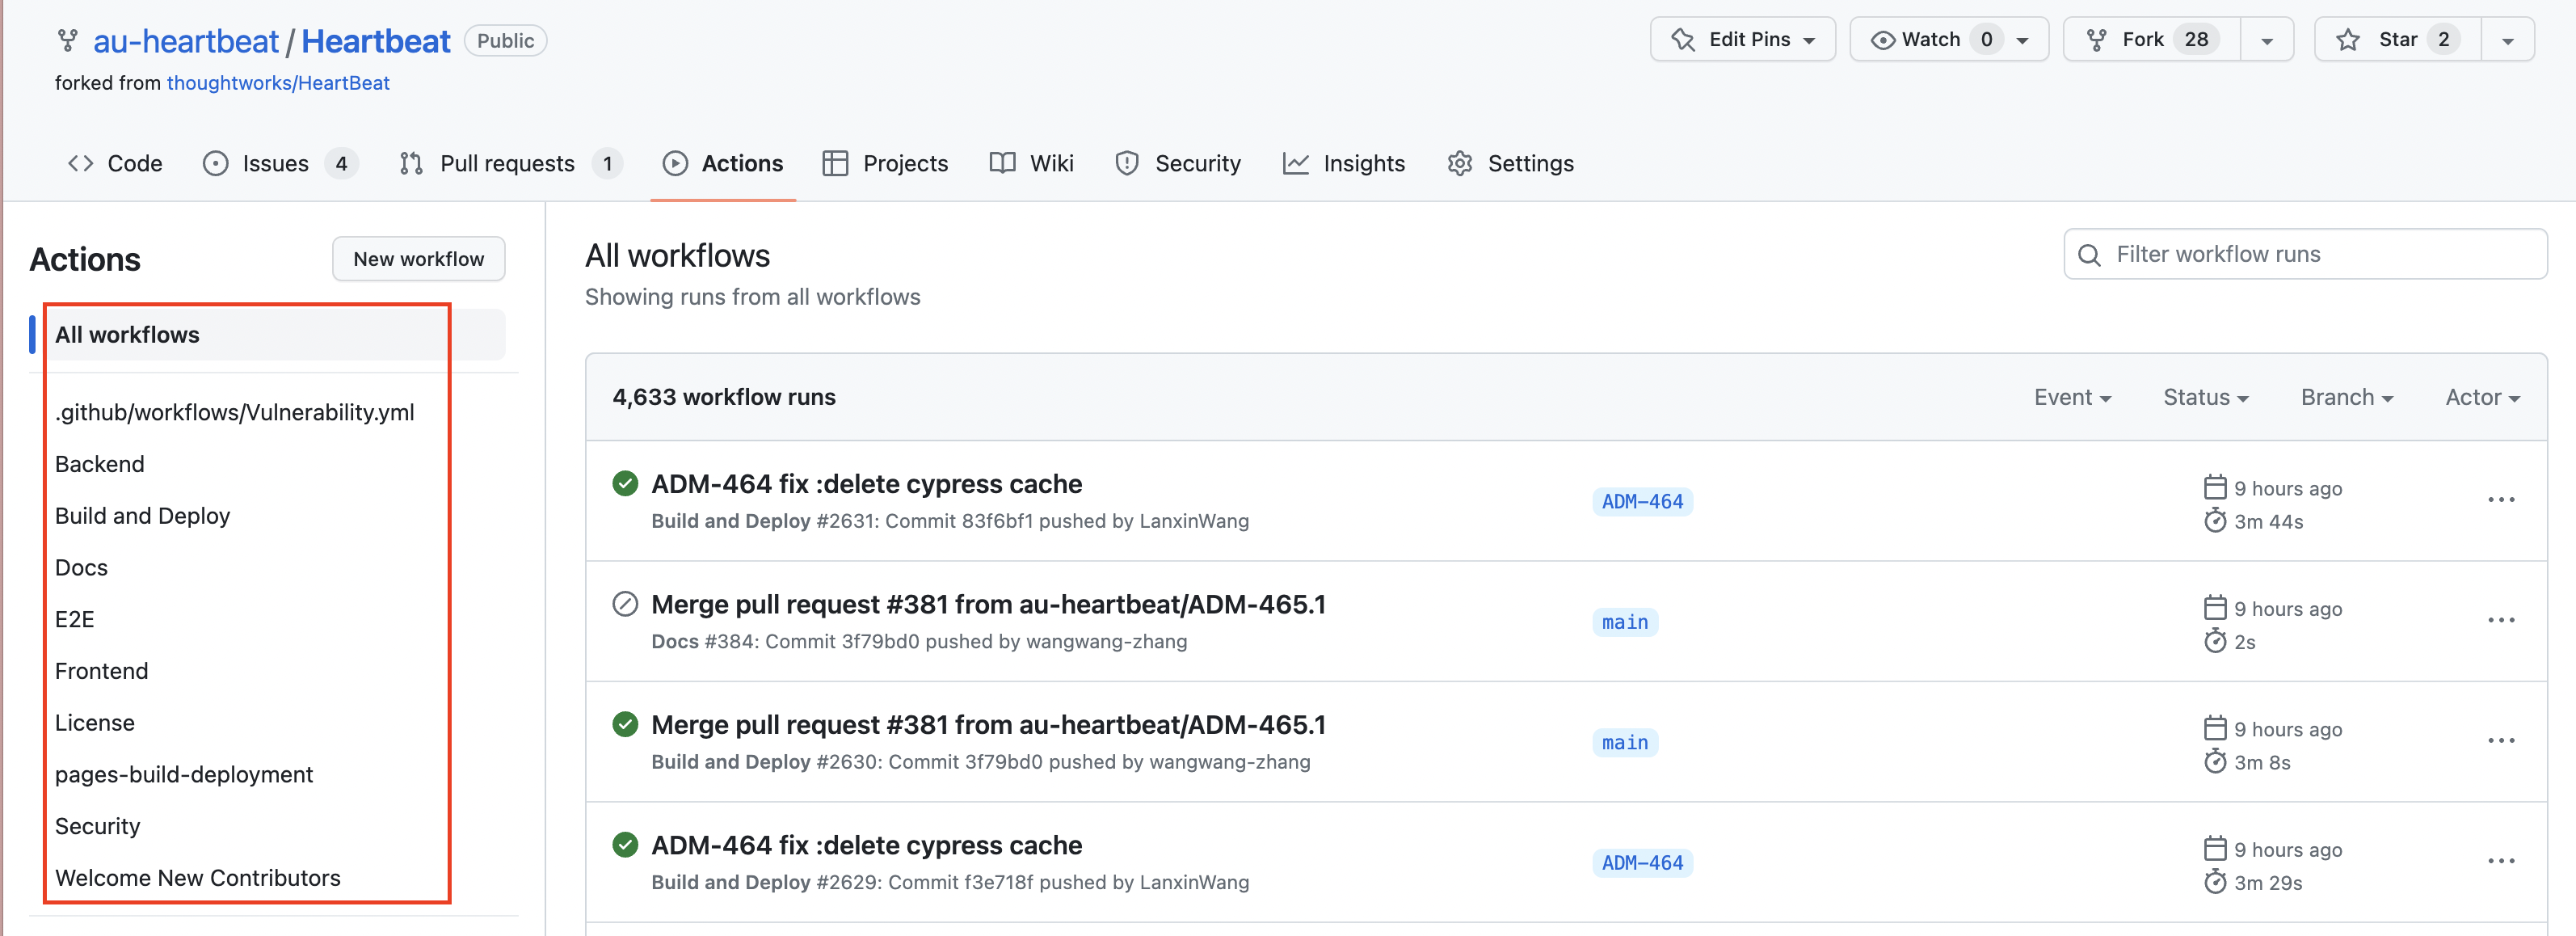 au-heartbeat / Heartbeat Public
Edit Pins Watch 0 Fork 28 Star 2
forked from thoughtworks/HeartBeat
Code Issues 4 Pull requests 1 Actions Projects Wiki Security Insights Settings
Actions
New workflow
All workflows
.github/workflows/Vulnerability.yml
Backend
Build and Deploy
Docs
E2E
Frontend
License
pages-build-deployment
Security
Welcome New Contributors
All workflows
Showing runs from all workflows
Filter workflow runs
4,633 workflow runs
Event Status Branch Actor
ADM-464 fix :delete cypress cache
Build and Deploy #2631: Commit 83f6bf1 pushed by LanxinWang
ADM-464
9 hours ago
3m 44s
Merge pull request #381 from au-heartbeat/ADM-465.1
Docs #384: Commit 3f79bd0 pushed by wangwang-zhang
main
9 hours ago
2s
Merge pull request #381 from au-heartbeat/ADM-465.1
Build and Deploy #2630: Commit 3f79bd0 pushed by wangwang-zhang
main
9 hours ago
3m 8s
ADM-464 fix :delete cypress cache
Build and Deploy #2629: Commit f3e718f pushed by LanxinWang
ADM-464
9 hours ago
3m 29s